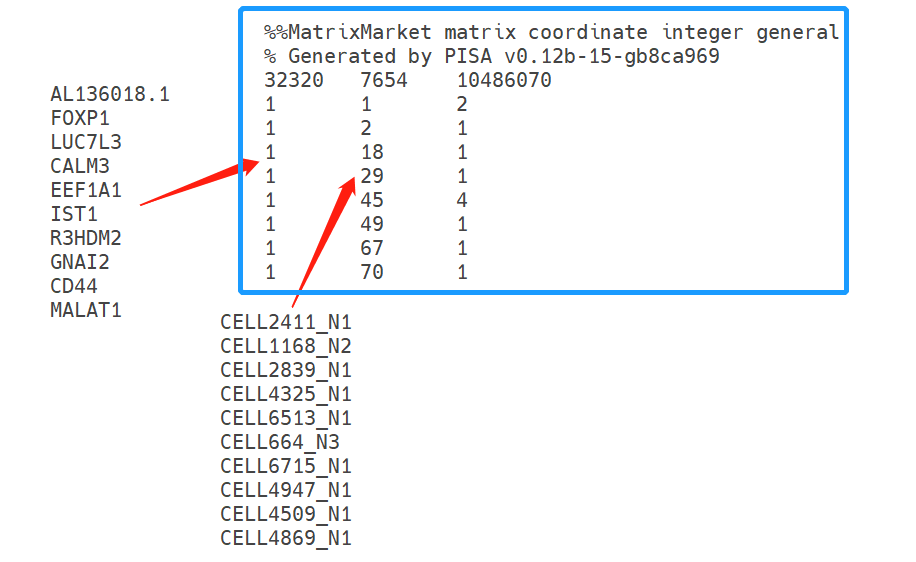 %%MatrixMarket matrix coordinate integer general
% Generated by PISA v0.12b-15-gb8ca969
32320 7654 10486070
1 1 2
1 2 1
1 18 1
1 29 1
1 45 4
1 49 1
1 67 1
1 70 1
AL136018.1
FOXP1
LUC7L3
CALM3
EEF1A1
IST1
R3HDM2
GNAI2
CD44
MALAT1
CELL2411_N1
CELL1168_N2
CELL2839_N1
CELL4325_N1
CELL6513_N1
CELL664_N3
CELL6715_N1
CELL4947_N1
CELL4509_N1
CELL4869_N1